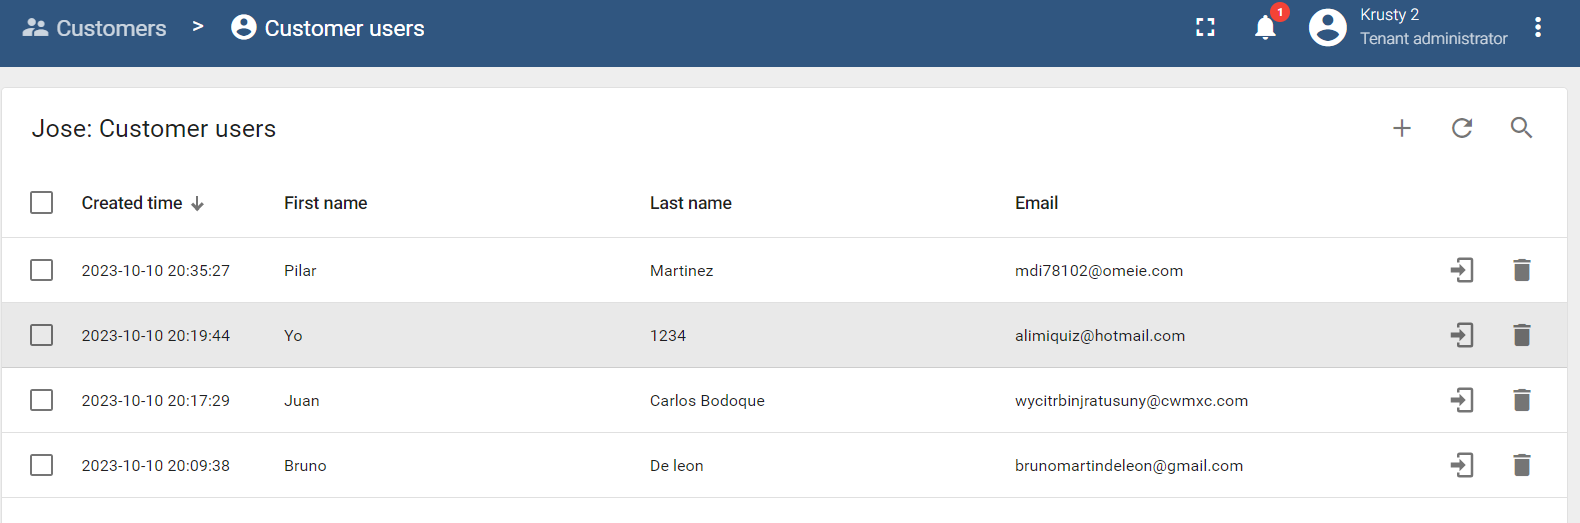 Customers > Customer users
1
Krusty 2
Tenant administrator
Jose: Customer users
Created time First name Last name Email
2023-10-10 20:35:27 Pilar Martinez mdi78102@omeie.com
2023-10-10 20:19:44 Yo 1234 alimiquiz@hotmail.com
2023-10-10 20:17:29 Juan Carlos Bodoque wycitrbinjratusuny@cwmxc.com
2023-10-10 20:09:38 Bruno De leon brunomartindeleon@gmail.com